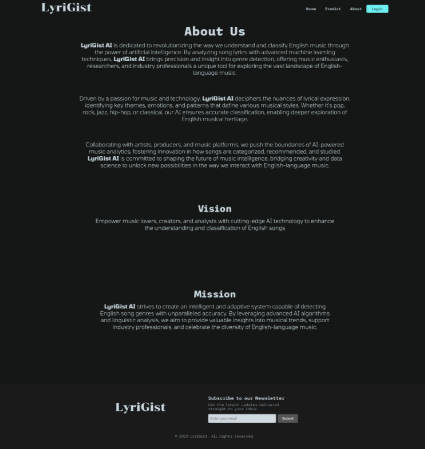 LyriGist
Home Predict About Login
About Us
LyriGist AI is dedicated to revolutionizing the way we understand and classify English music through
the power of artificial intelligence. By analyzing song lyrics with advanced machine learning
techniques, LyriGist AI brings precision and insight into genre detection, offering music enthusiasts,
researchers, and industry professionals a unique tool for exploring the vast landscape of English-
language music.
Driven by a passion for music and technology, LyriGist AI deciphers the nuances of lyrical expression,
identifying key themes, emotions, and patterns that define various musical styles. Whether it's pop,
rock, jazz, hip-hop, or classical, our AI ensures accurate classification, enabling deeper exploration of
English musical heritage.
Collaborating with artists, producers, and music platforms, we push the boundaries of AI-powered
music analytics, fostering innovation in how songs are categorized, recommended, and studied.
LyriGist AI is committed to shaping the future of music intelligence, bridging creativity and data
science to unlock new possibilities in the way we interact with English-language music.
Vision
Empower music lovers, creators, and analysts with cutting-edge AI technology to enhance
the understanding and classification of English songs
Mission
LyriGist AI strives to create an intelligent and adaptive system capable of detecting
English song genres with unparalleled accuracy. By leveraging advanced AI algorithms
and linguistic analysis, we aim to provide valuable insights into musical trends, support
industry professionals, and celebrate the diversity of English-language music.
LyriGist
Subscribe to our Newsletter
Get the latest updates delivered
straight to your inbox
Enter your email
Submit
© 2025 LyriGist. All rights reserved.